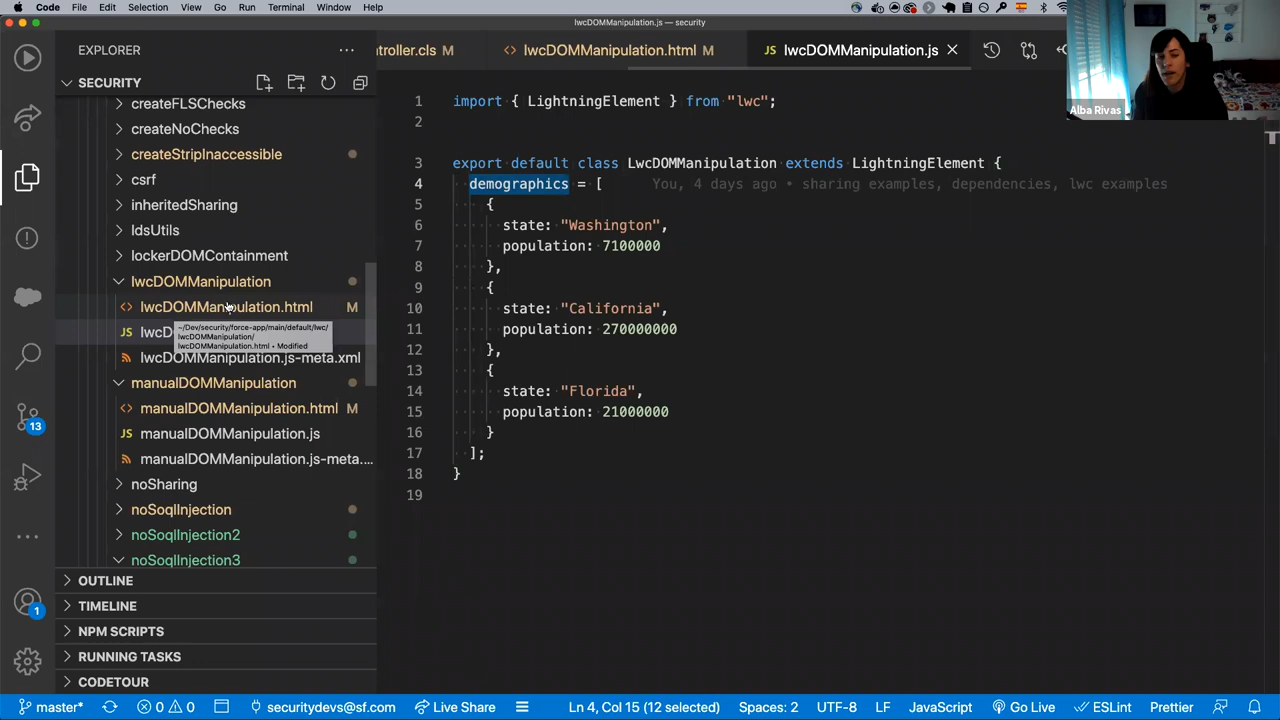 Code File Edit Selection View Go Run Terminal Window Help
lwcDOMManipulation.js — security
EXPLORER
SECURITY
createFLSChecks
createNoChecks
createStripInaccessible
csrf
inheritedSharing
ldsUtils
lockerDOMContainment
lwcDOMManipulation
lwcDOMManipulation.html M
JS lwcD
~/Dev/security/force-app/main/default/lwc/
lwcDOMManipulation/
lwcDOMManipulation.html • Modified
lwcDOMManipulation.js-meta.xml
manualDOMManipulation
manualDOMManipulation.html M
JS manualDOMManipulation.js
manualDOMManipulation.js-meta....
noSharing
noSoqlInjection
noSoqlInjection2
noSoqlInjection3
OUTLINE
TIMELINE
NPM SCRIPTS
RUNNING TASKS
CODETOUR
13
1
ntroller.cls M
<> lwcDOMManipulation.html M
JS lwcDOMManipulation.js
Alba Rivas
1 import { LightningElement } from "lwc";
2
3 export default class LwcDOMManipulation extends LightningElement {
4 demographics = [ You, 4 days ago • sharing examples, dependencies, lwc examples
5 {
6 state: "Washington",
7 population: 7100000
8 },
9 {
10 state: "California",
11 population: 270000000
12 },
13 {
14 state: "Florida",
15 population: 21000000
16 }
17 ];
18 }
19
master* 0 0 securitydevs@sf.com Live Share Ln 4, Col 15 (12 selected) Spaces: 2 UTF-8 LF JavaScript Go Live ESLint Prettier